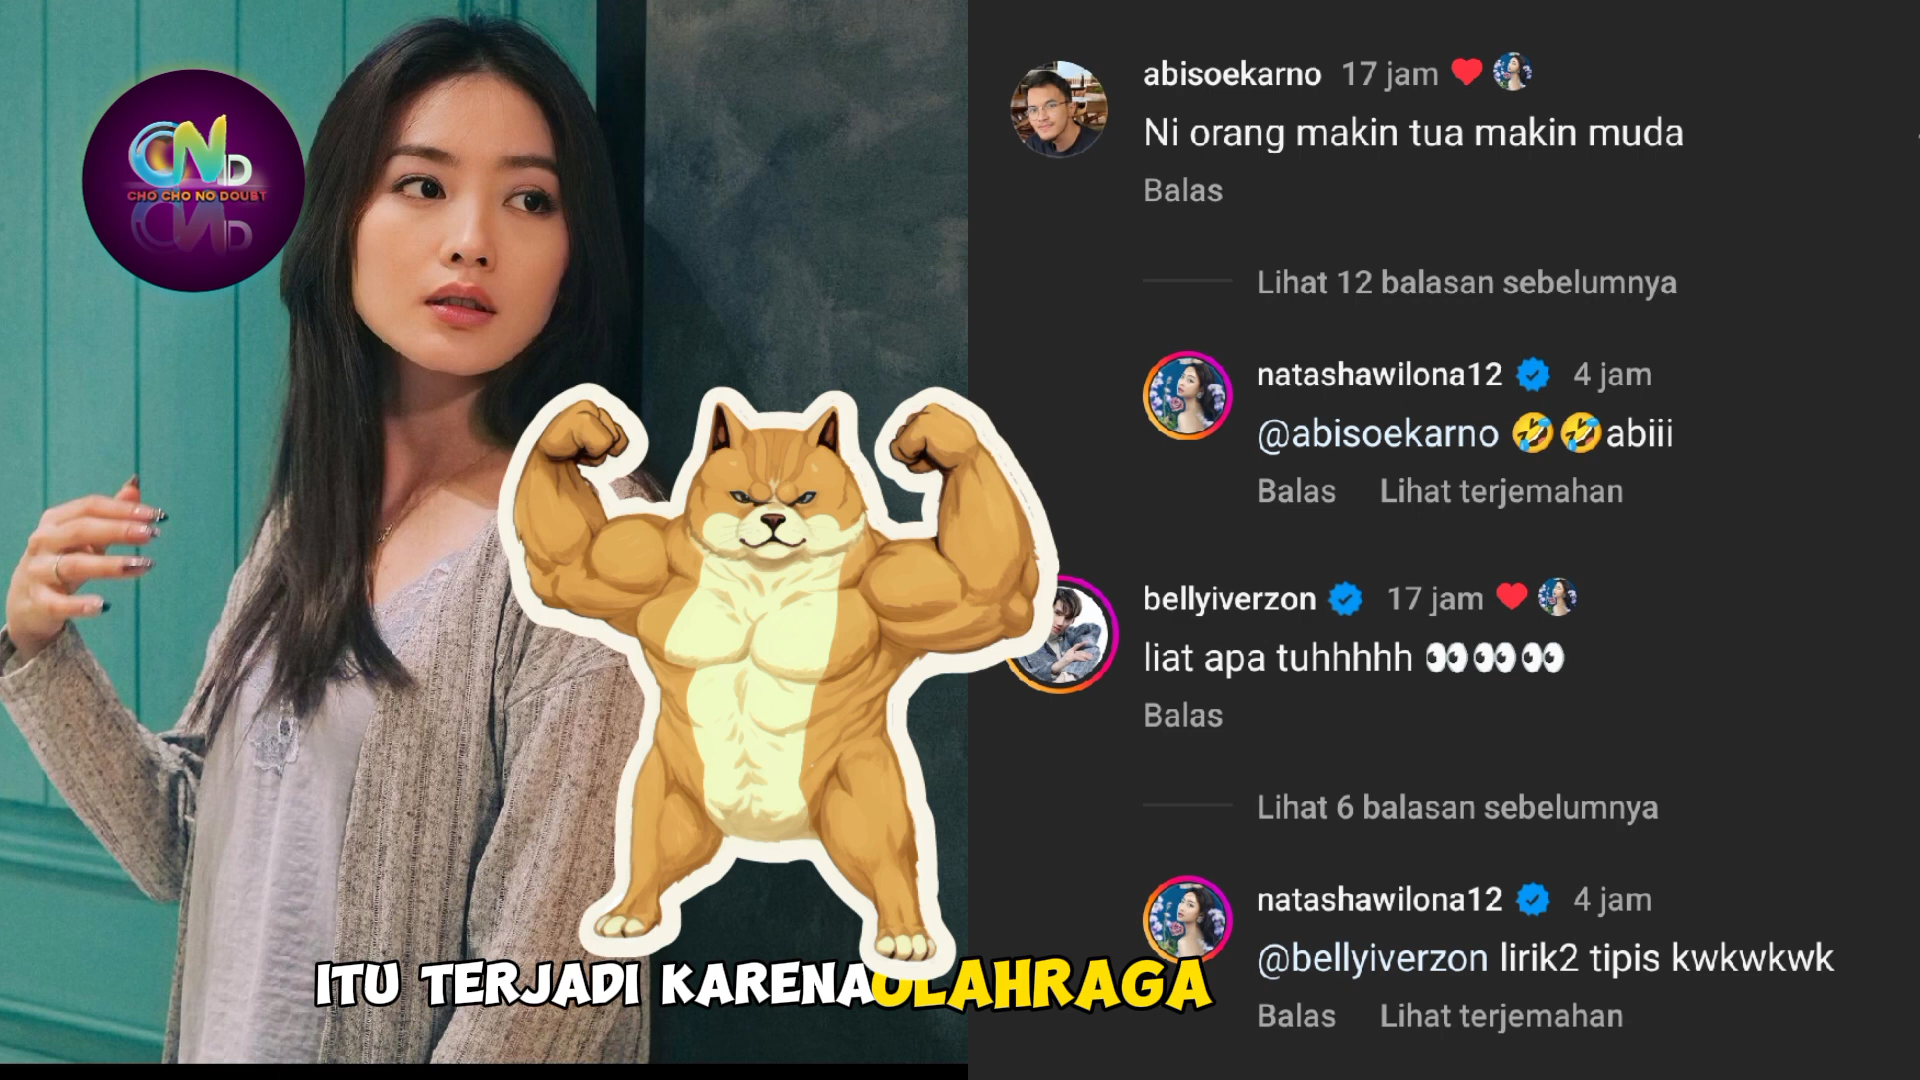 CND
CHO CHO NO DOUBT
abisoekarno 17 jam
Ni orang makin tua makin muda
Balas
Lihat 12 balasan sebelumnya
natashawilona12 4 jam
@abisoekarno 🤣🤣abiii
Balas Lihat terjemahan
bellyiverzon 17 jam
liat apa tuhhhhh 👀👀👀
Balas
Lihat 6 balasan sebelumnya
natashawilona12 4 jam
@bellyiverzon lirik2 tipis kwkwkwk
Balas Lihat terjemahan
ITU TERJADI KARENA OLAHRAGA